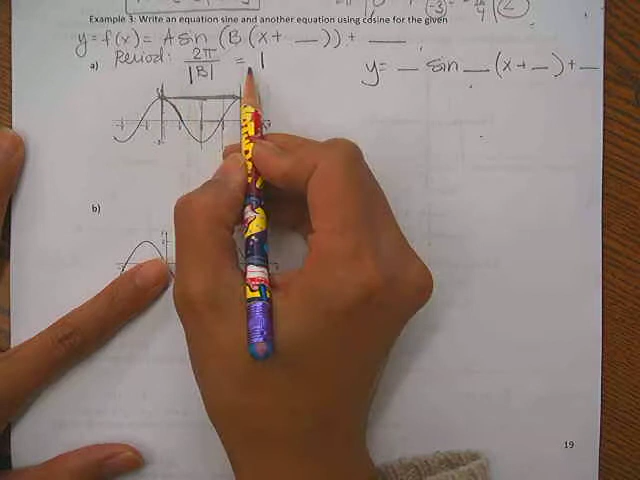 Example 3: Write an equation sine and another equation using cosine for the given
y = f(x) = A sin (B(x + __)) + __
a) Period: 2π / |B| = 1
y = __ sin __ (x + __) + __
b)
19